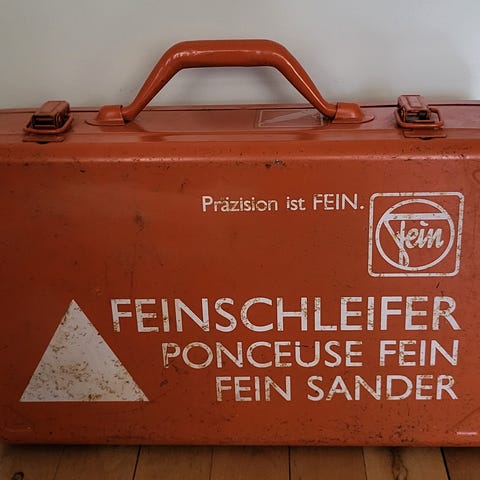 Präzision ist FEIN.
fein
FEINSCHLEIFER
PONCEUSE FEIN
FEIN SANDER